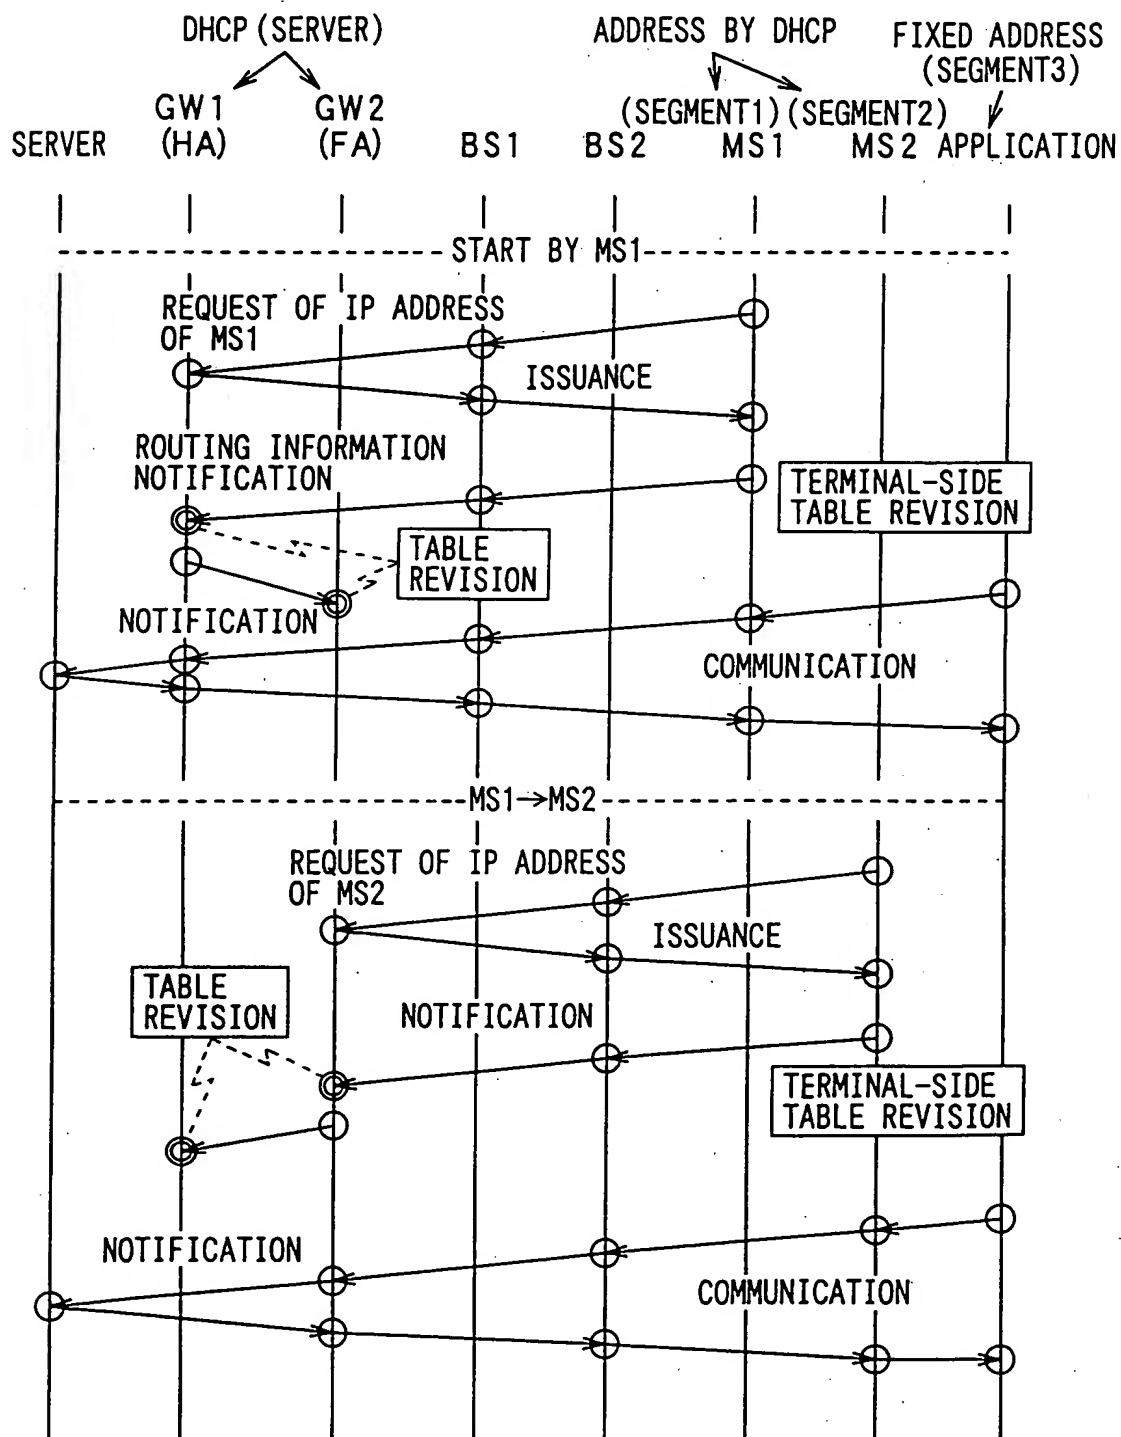 DHCP (SERVER)
ADDRESS BY DHCP
FIXED ADDRESS
(SEGMENT3)
GW1
(HA)
GW2
(FA)
(SEGMENT1) (SEGMENT2)
SERVER
BS1
BS2
MS1
MS2
APPLICATION
START BY MS1
REQUEST OF IP ADDRESS
OF MS1
ISSUANCE
ROUTING INFORMATION
NOTIFICATION
TERMINAL-SIDE
TABLE REVISION
TABLE
REVISION
NOTIFICATION
COMMUNICATION
MS1→MS2
REQUEST OF IP ADDRESS
OF MS2
ISSUANCE
TABLE
REVISION
NOTIFICATION
TERMINAL-SIDE
TABLE REVISION
NOTIFICATION
COMMUNICATION